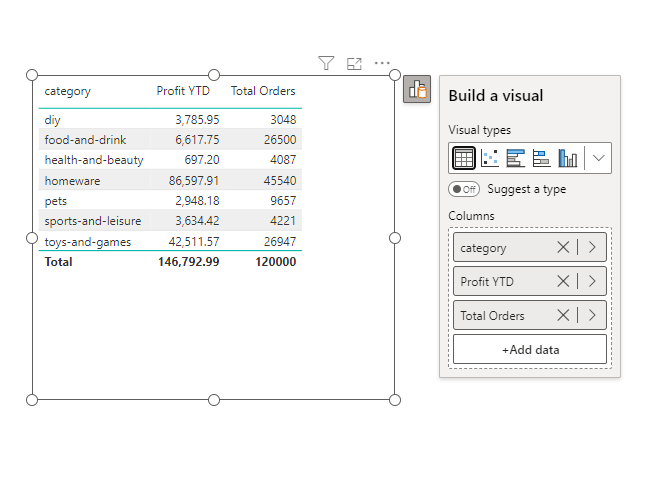 category Profit YTD Total Orders
diy 3,785.95 3048
food-and-drink 6,617.75 26500
health-and-beauty 697.20 4087
homeware 86,597.91 45540
pets 2,948.18 9657
sports-and-leisure 3,634.42 4221
toys-and-games 42,511.57 26947
Total 146,792.99 120000
Build a visual
Visual types
Off Suggest a type
Columns
category
Profit YTD
Total Orders
+Add data